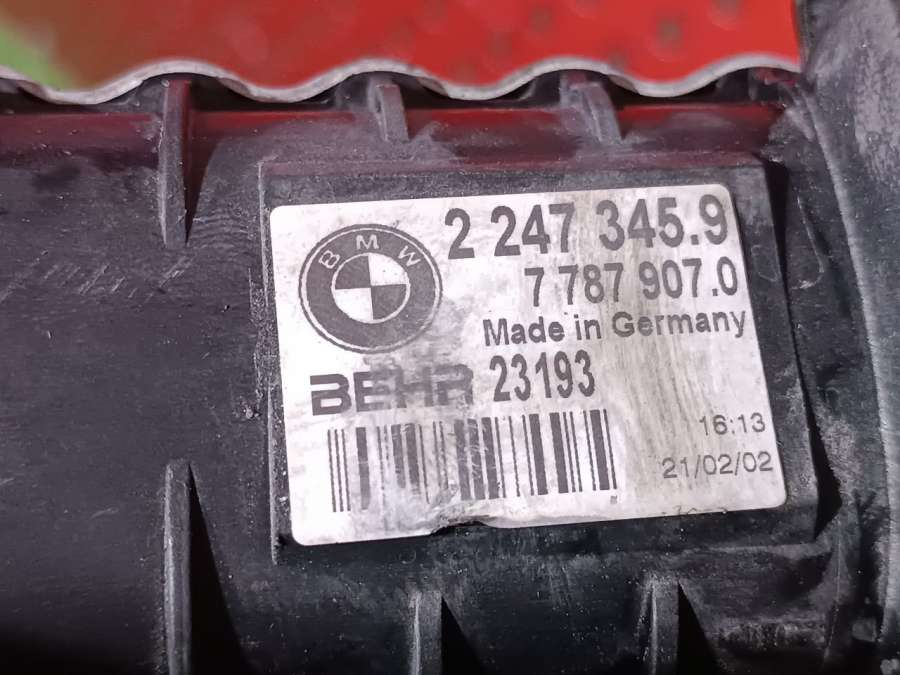 BMW
2 247 345.9
7 787 907.0
Made in Germany
BEHR 23193
16:13
21/02/02